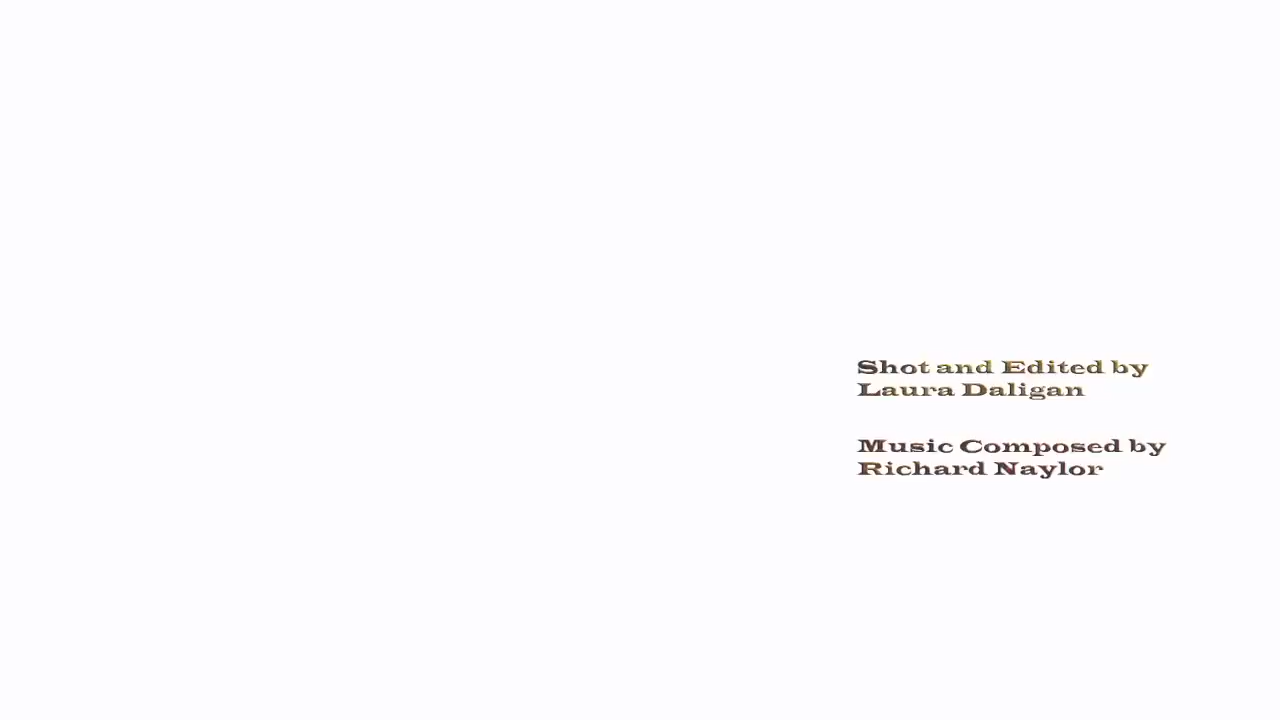 Shot and Edited by
Laura Daligan
Music Composed by
Richard Naylor